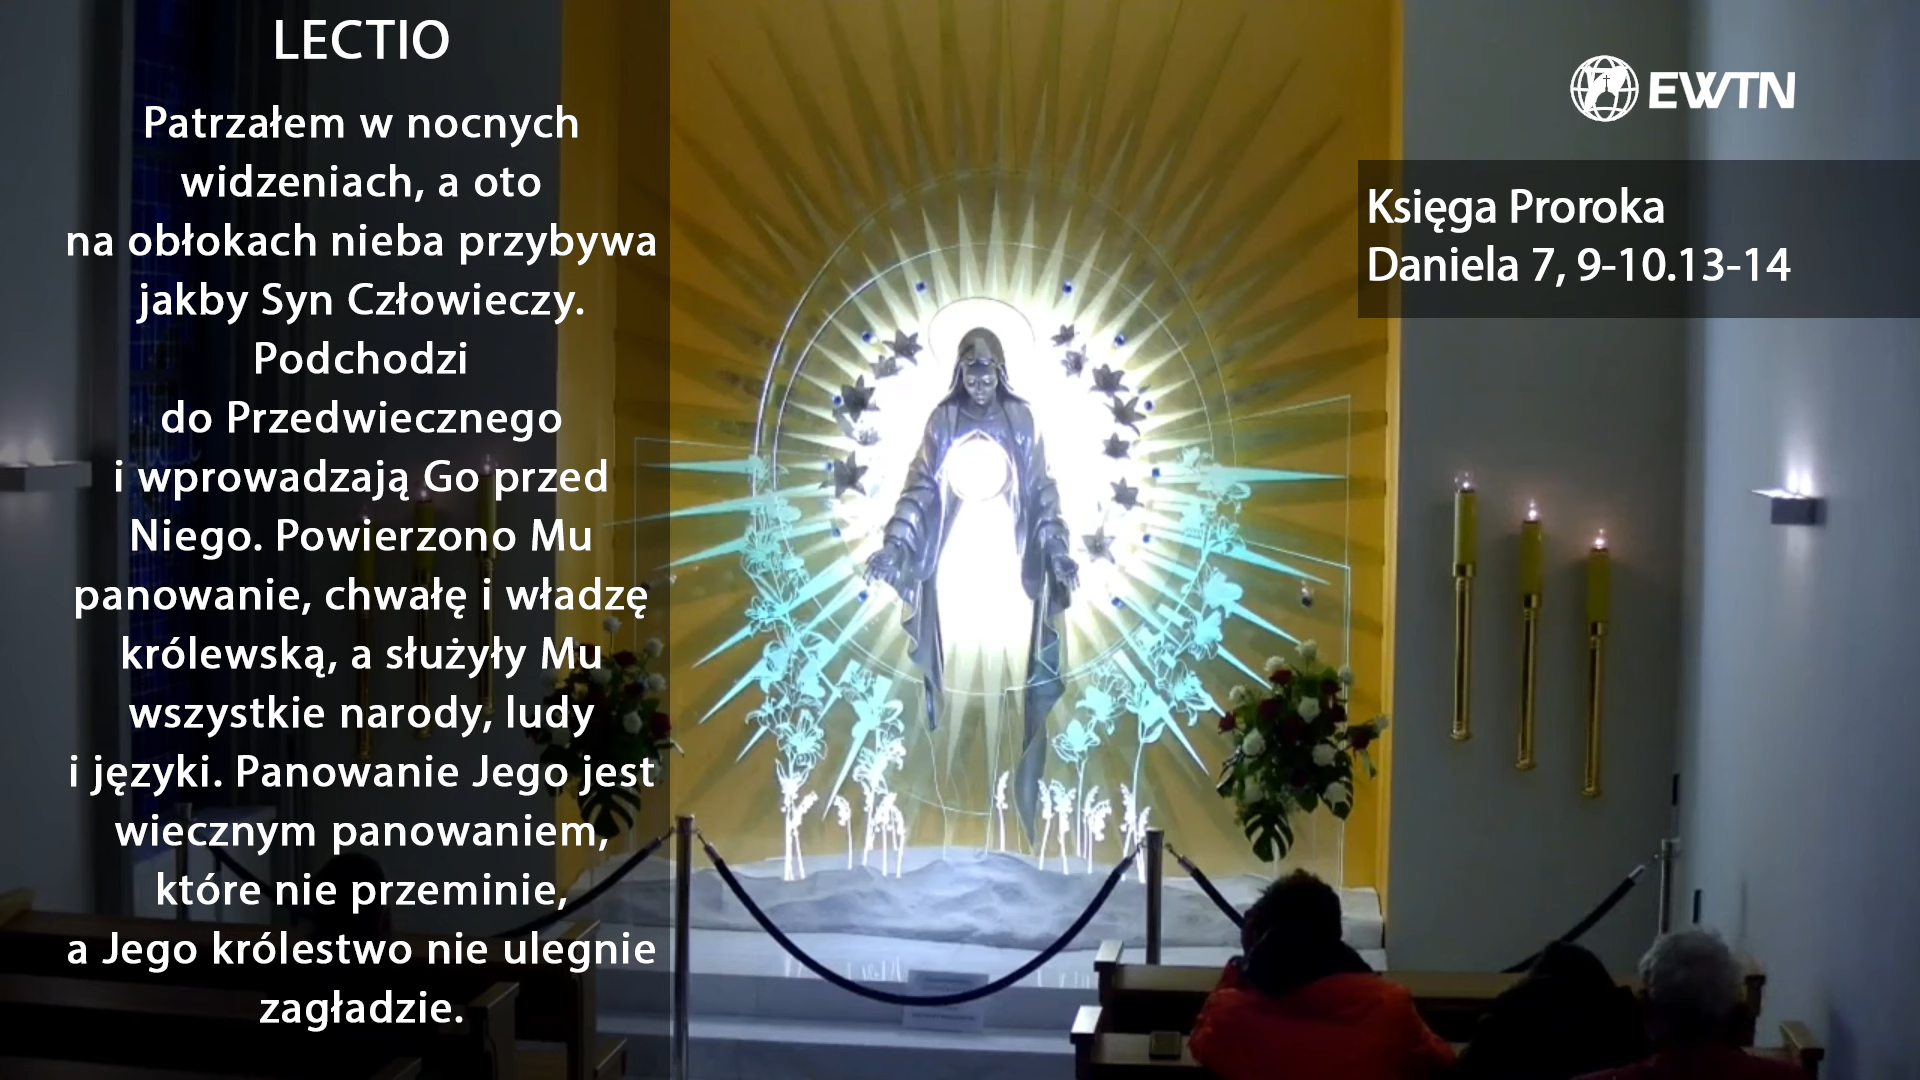 LECTIO
Patrzałem w nocnych
widzeniach, a oto
na obłokach nieba przybywa
jakby Syn Człowieczy.
Podchodzi
do Przedwiecznego
i wprowadzają Go przed
Niego. Powierzono Mu
panowanie, chwałę i władzę
królewską, a służyły Mu
wszystkie narody, ludy
i języki. Panowanie Jego jest
wiecznym panowaniem,
które nie przeminie,
a Jego królestwo nie ulegnie
zagładzie.
EWTN
Księga Proroka
Daniela 7, 9-10.13-14